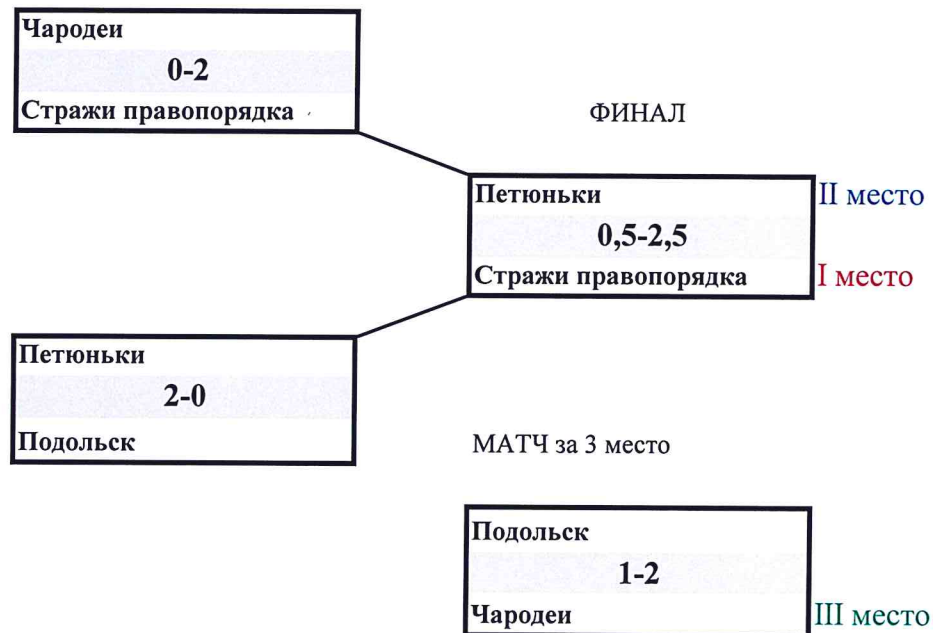 Чародеи
0-2
Стражи правопорядка
ФИНАЛ
Петюньки
II место
0,5-2,5
Стражи правопорядка
I место
Петюньки
2-0
Подольск
МАТЧ за 3 место
Подольск
1-2
Чародеи
III место